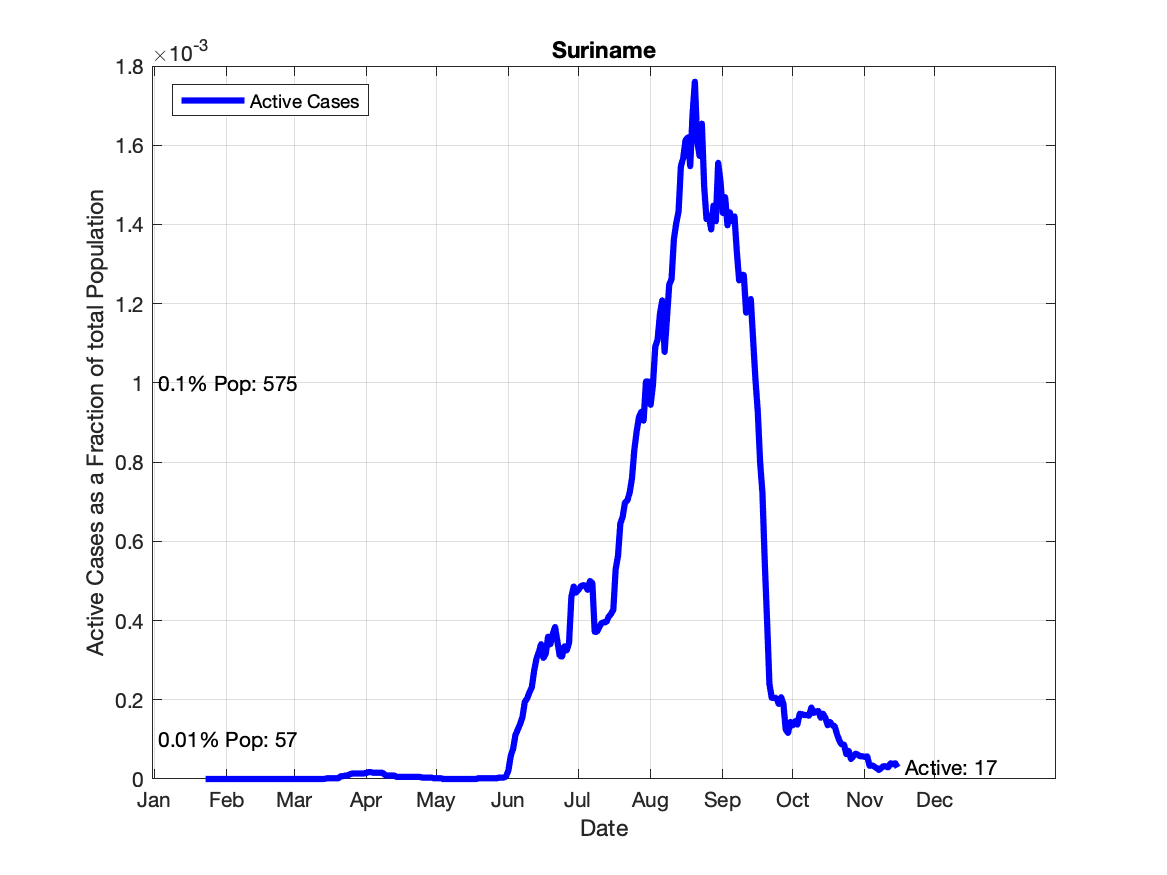 ×10-3
Suriname
Active Cases
1.8
1.6
1.4
1.2
1
0.8
0.6
0.4
0.2
0
Active Cases as a Fraction of total Population
0.1% Pop: 575
0.01% Pop: 57
Active: 17
Jan Feb Mar Apr May Jun Jul Aug Sep Oct Nov Dec
Date